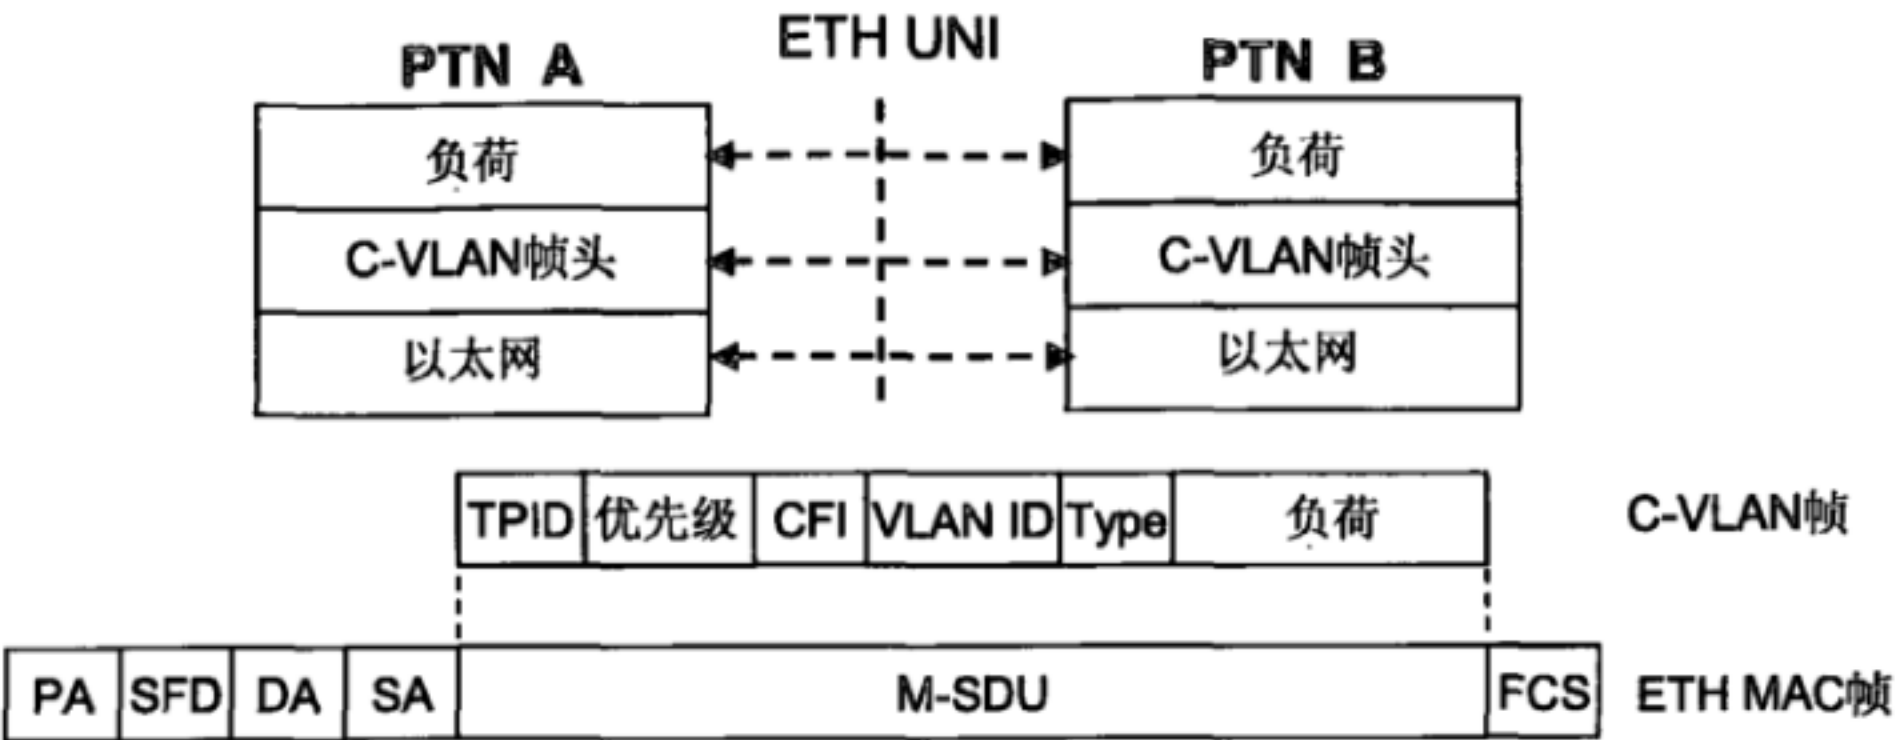 ETH UNI
PTN A
PTN B
负荷
负荷
C-VLAN帧头
C-VLAN帧头
以太网
以太网
TPID 优先级 CFI VLAN ID Type 负荷 C-VLAN帧
PA SFD DA SA M-SDU FCS ETH MAC帧